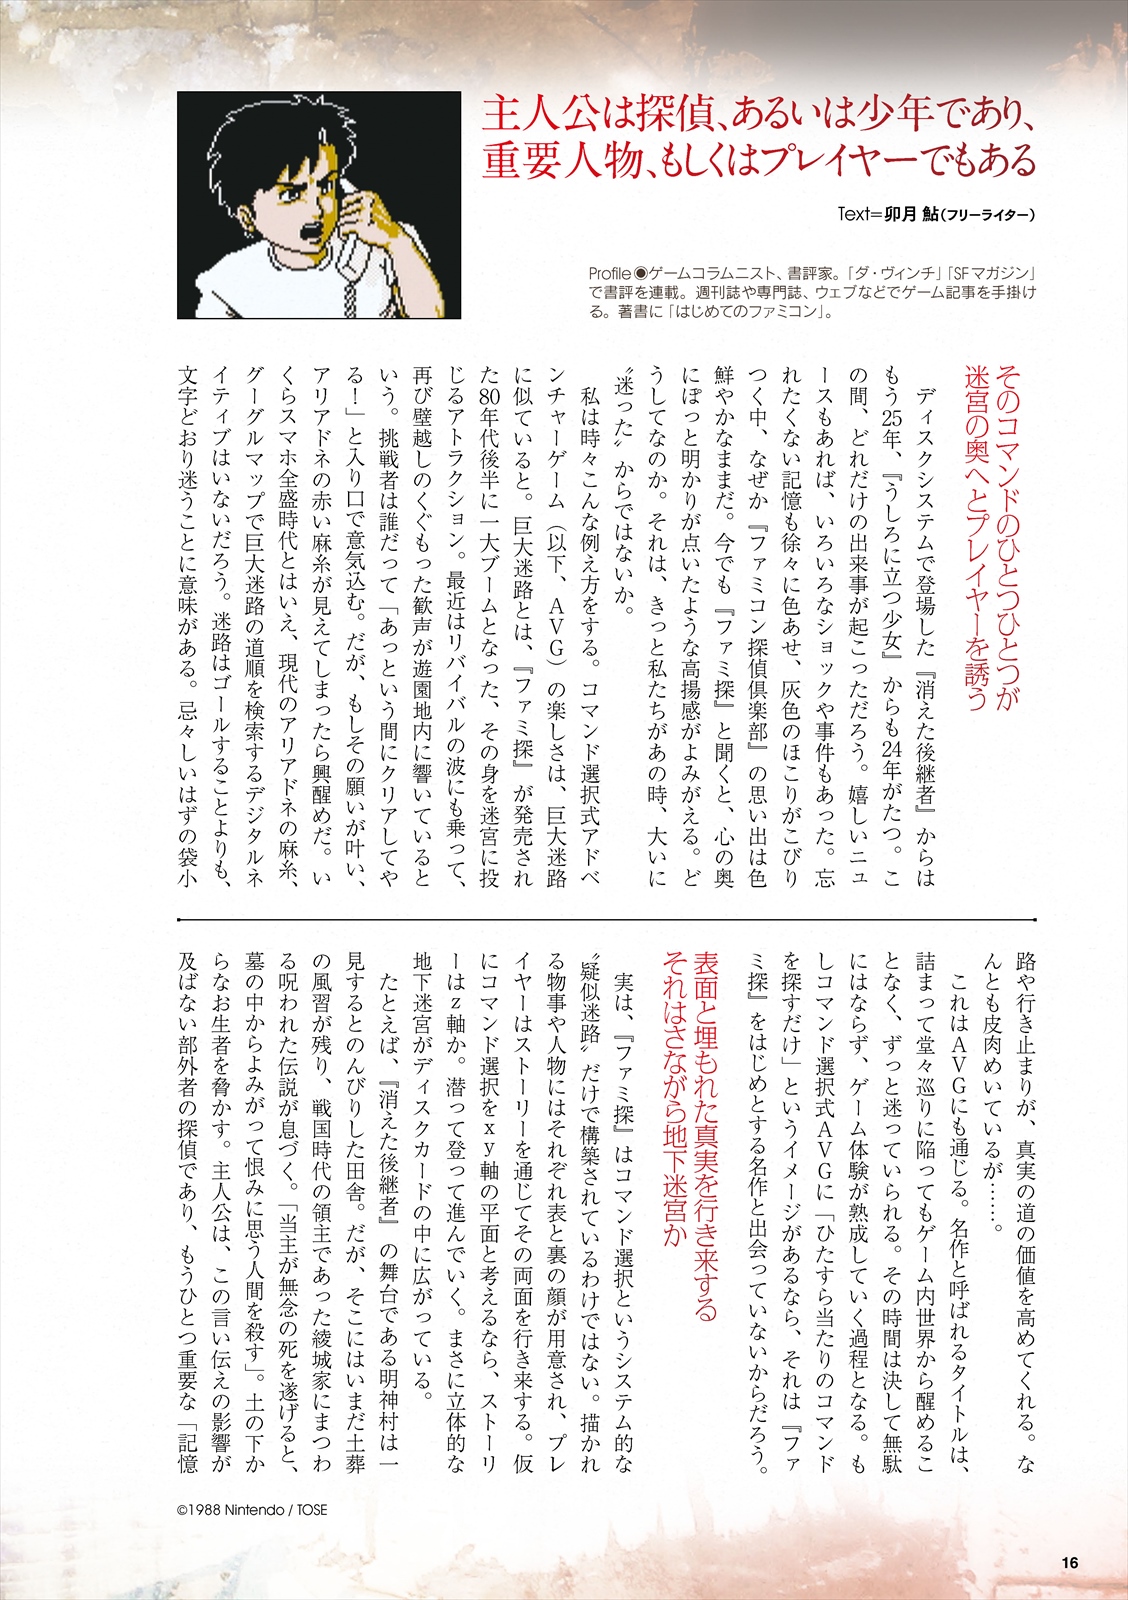 主人公は探偵、あるいは少年であり、
重要人物、もしくはプレイヤーでもある
Text=卯月 鮎(フリーライター)
Profile◉ゲームコラムニスト、書評家。「ダ・ヴィンチ」「SFマガジン」
で書評を連載。週刊誌や専門誌、ウェブなどでゲーム記事を手掛け
る。著書に「はじめてのファミコン」。
そのコマンドのひとつひとつが
迷宮の奥へとプレイヤーを誘う
　ディスクシステムで登場した『消えた後継者』からは
もう25年、『うしろに立つ少女』からも24年がたつ。こ
の間、どれだけの出来事が起こっただろう。嬉しいニュ
ースもあれば、いろいろなショックや事件もあった。忘
れたくない記憶も徐々に色あせ、灰色のほこりがこびり
つく中、なぜか『ファミコン探偵倶楽部』の思い出は色
鮮やかなままだ。今でも『ファミ探』と聞くと、心の奥
にぽっと明かりが点いたような高揚感がよみがえる。ど
うしてなのか。それは、きっと私たちがあの時、大いに
〝迷った〟からではないか。
　私は時々こんな例え方をする。コマンド選択式アドベ
ンチャーゲーム（以下、AVG）の楽しさは、巨大迷路
に似ていると。巨大迷路とは、『ファミ探』が発売され
た80年代後半に一大ブームとなった、その身を迷宮に投
じるアトラクション。最近はリバイバルの波にも乗って、
再び壁越しのくぐもった歓声が遊園地内に響いていると
いう。挑戦者は誰だって「あっという間にクリアしてや
る！」と入り口で意気込む。だが、もしその願いが叶い、
アリアドネの赤い麻糸が見えてしまったら興醒めだ。い
くらスマホ全盛時代とはいえ、現代のアリアドネの麻糸、
グーグルマップで巨大迷路の道順を検索するデジタルネ
イティブはいないだろう。迷路はゴールすることよりも、
文字どおり迷うことに意味がある。忌々しいはずの袋小
路や行き止まりが、真実の道の価値を高めてくれる。な
んとも皮肉めいているが……。
　これはAVGにも通じる。名作と呼ばれるタイトルは、
詰まって堂々巡りに陥ってもゲーム内世界から醒めるこ
となく、ずっと迷っていられる。その時間は決して無駄
にはならず、ゲーム体験が熟成していく過程となる。も
しコマンド選択式AVGに「ひたすら当たりのコマンド
を探すだけ」というイメージがあるなら、それは『ファ
ミ探』をはじめとする名作と出会っていないからだろう。
表面と埋もれた真実を行き来する
それはさながら地下迷宮か
　実は、『ファミ探』はコマンド選択というシステム的な
〝疑似迷路〟だけで構築されているわけではない。描かれ
る物事や人物にはそれぞれ表と裏の顔が用意され、プレ
イヤーはストーリーを通じてその両面を行き来する。仮
にコマンド選択をxy軸の平面と考えるなら、ストーリ
ーはz軸か。潜って登って進んでいく。まさに立体的な
地下迷宮がディスクカードの中に広がっている。
　たとえば、『消えた後継者』の舞台である明神村は一
見するとのんびりした田舎。だが、そこにはいまだ土葬
の風習が残り、戦国時代の領主であった綾城家にまつわ
る呪われた伝説が息づく。「当主が無念の死を遂げると、
墓の中からよみがって恨みに思う人間を殺す」。土の下か
らなお生者を脅かす。主人公は、この言い伝えの影響が
及ばない部外者の探偵であり、もうひとつ重要な「記憶
©1988 Nintendo / TOSE
16